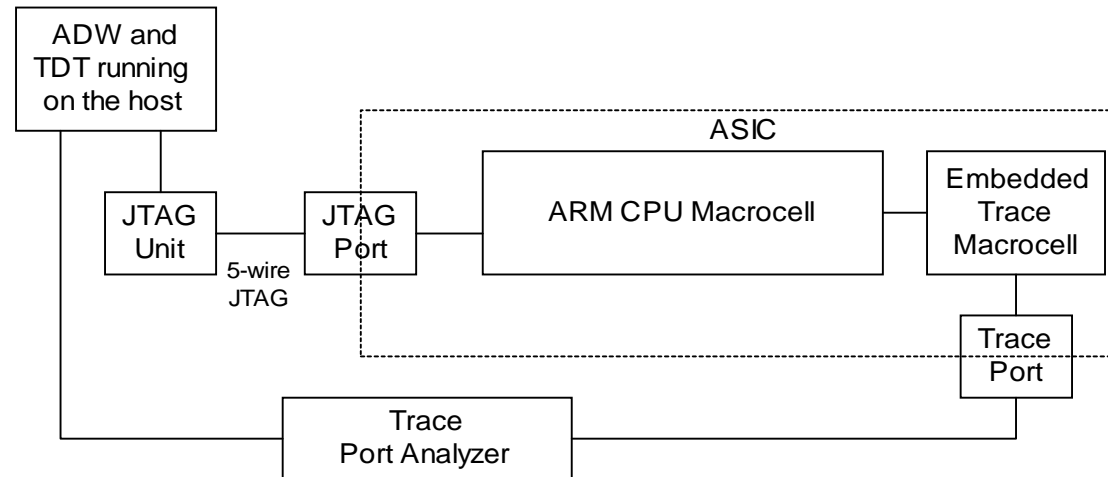 ADW and
TDT running
on the host
ASIC
JTAG
Unit
5-wire
JTAG
JTAG
Port
ARM CPU Macrocell
Embedded
Trace
Macrocell
Trace
Port
Trace
Port Analyzer